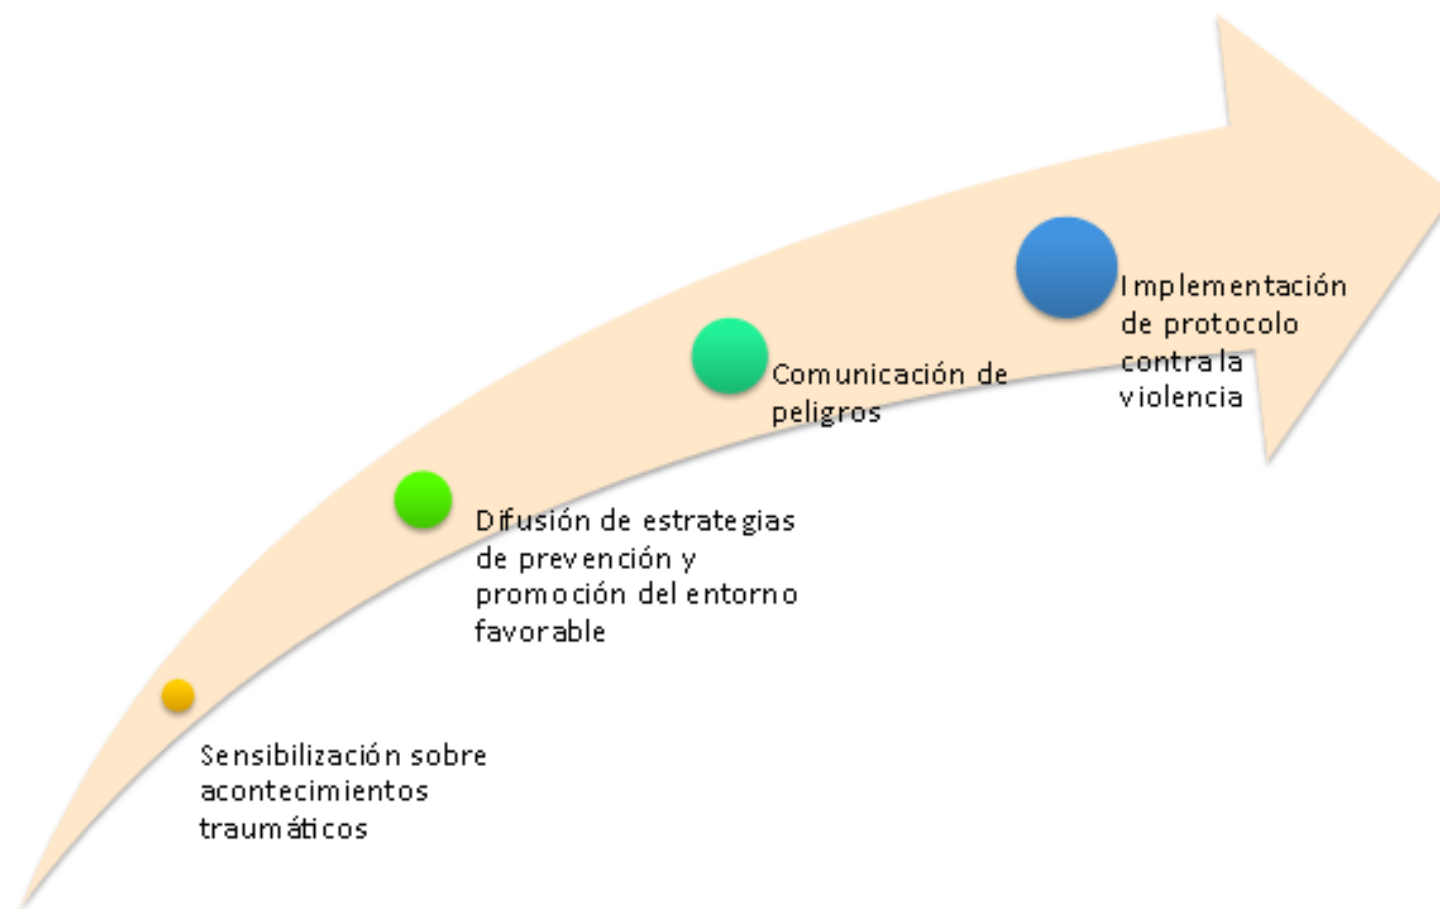 Implementación
de protocolo
contra la
violencia
Comunicación de
peligros
Difusión de estrategias
de prevención y
promoción del entorno
favorable
Sensibilización sobre
acontecimientos
traumáticos